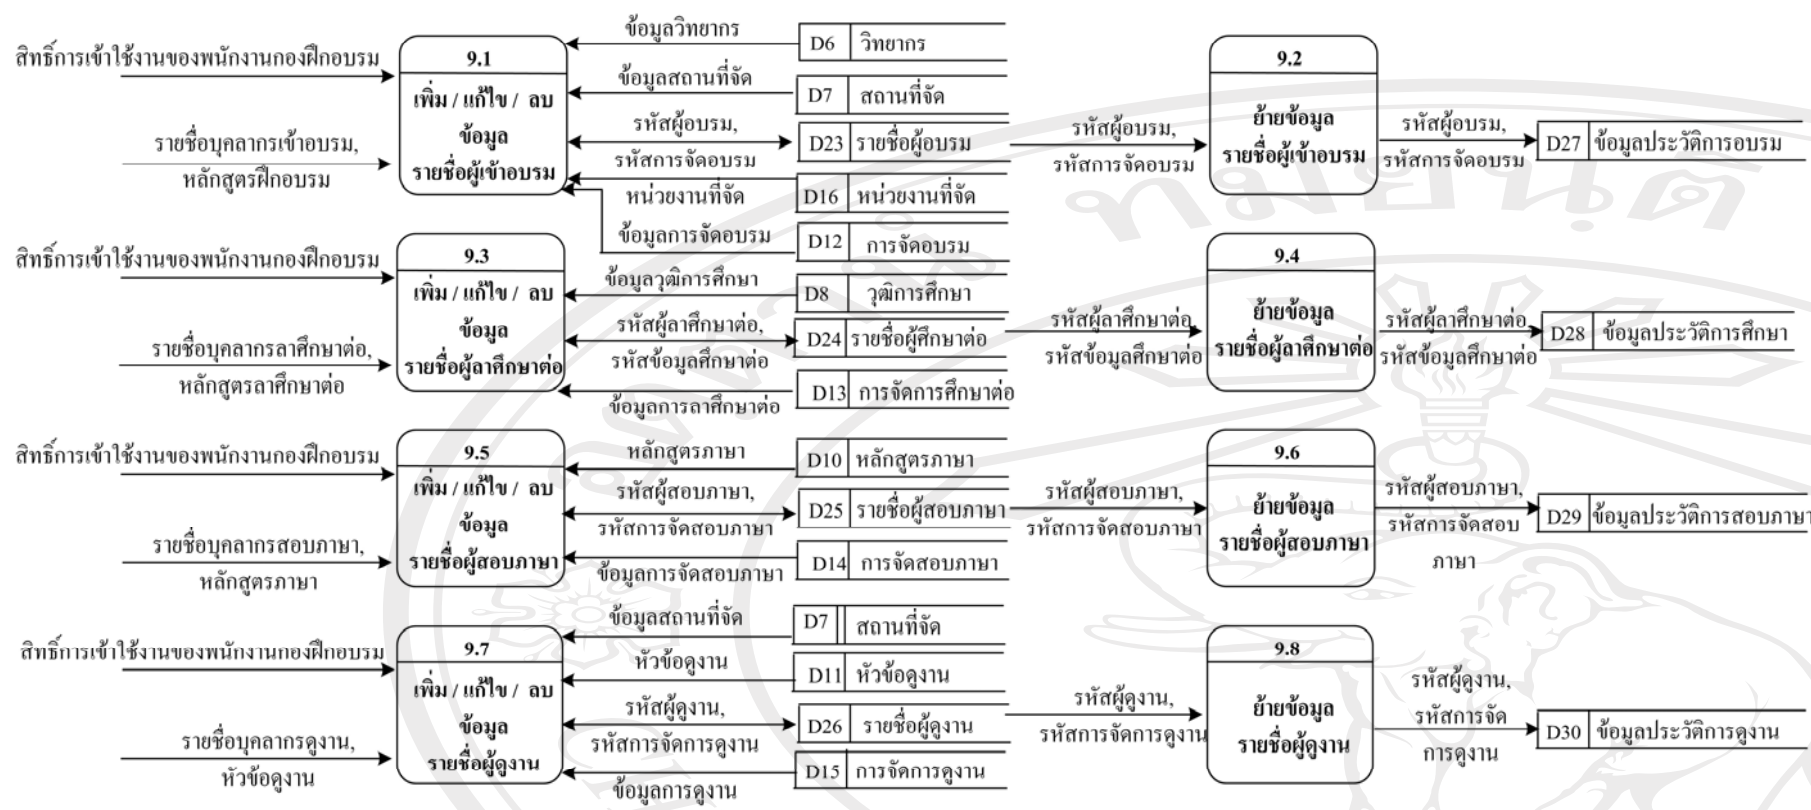 สิทธิ์การเข้าใช้งานของพนักงานกองฝึกอบรม
รายชื่อบุคลากรเข้าอบรม,
หลักสูตรฝึกอบรม
9.1
เพิ่ม / แก้ไข / ลบ
ข้อมูล
รายชื่อผู้เข้าอบรม
ข้อมูลวิทยากร
D6 วิทยากร
ข้อมูลสถานที่จัด
D7 สถานที่จัด
รหัสผู้อบรม,
รหัสการจัดอบรม
D23 รายชื่อผู้อบรม
หน่วยงานที่จัด
D16 หน่วยงานที่จัด
ข้อมูลการจัดอบรม
D12 การจัดอบรม
รหัสผู้อบรม,
รหัสการจัดอบรม
9.2
ย้ายข้อมูล
รายชื่อผู้เข้าอบรม
รหัสผู้อบรม,
รหัสการจัดอบรม
D27 ข้อมูลประวัติการอบรม
สิทธิ์การเข้าใช้งานของพนักงานกองฝึกอบรม
รายชื่อบุคลากรลาศึกษาต่อ,
หลักสูตรลาศึกษาต่อ
9.3
เพิ่ม / แก้ไข / ลบ
ข้อมูล
รายชื่อผู้ลาศึกษาต่อ
ข้อมูลวุฒิการศึกษา
D8 วุฒิการศึกษา
รหัสผู้ลาศึกษาต่อ,
รหัสข้อมูลศึกษาต่อ
D24 รายชื่อผู้ศึกษาต่อ
ข้อมูลการลาศึกษาต่อ
D13 การจัดการศึกษาต่อ
รหัสผู้ลาศึกษาต่อ,
รหัสข้อมูลศึกษาต่อ
9.4
ย้ายข้อมูล
รายชื่อผู้ลาศึกษาต่อ
รหัสผู้ลาศึกษาต่อ,
รหัสข้อมูลศึกษาต่อ
D28 ข้อมูลประวัติการศึกษา
สิทธิ์การเข้าใช้งานของพนักงานกองฝึกอบรม
รายชื่อบุคลากรสอบภาษา,
หลักสูตรภาษา
9.5
เพิ่ม / แก้ไข / ลบ
ข้อมูล
รายชื่อผู้สอบภาษา
หลักสูตรภาษา
D10 หลักสูตรภาษา
รหัสผู้สอบภาษา,
รหัสการจัดสอบภาษา
D25 รายชื่อผู้สอบภาษา
ข้อมูลการจัดสอบภาษา
D14 การจัดสอบภาษา
รหัสผู้สอบภาษา,
รหัสการจัดสอบภาษา
9.6
ย้ายข้อมูล
รายชื่อผู้สอบภาษา
รหัสผู้สอบภาษา,
รหัสการจัดสอบ
ภาษา
D29 ข้อมูลประวัติการสอบภาษา
สิทธิ์การเข้าใช้งานของพนักงานกองฝึกอบรม
รายชื่อบุคลากรดูงาน,
หัวข้อดูงาน
9.7
เพิ่ม / แก้ไข / ลบ
ข้อมูล
รายชื่อผู้ดูงาน
ข้อมูลสถานที่จัด
D7 สถานที่จัด
หัวข้อดูงาน
D11 หัวข้อดูงาน
รหัสผู้ดูงาน,
รหัสการจัดการดูงาน
D26 รายชื่อผู้ดูงาน
ข้อมูลการดูงาน
D15 การจัดการดูงาน
รหัสผู้ดูงาน,
รหัสการจัดการดูงาน
9.8
ย้ายข้อมูล
รายชื่อผู้ดูงาน
รหัสผู้ดูงาน,
รหัสการจัด
การดูงาน
D30 ข้อมูลประวัติการดูงาน